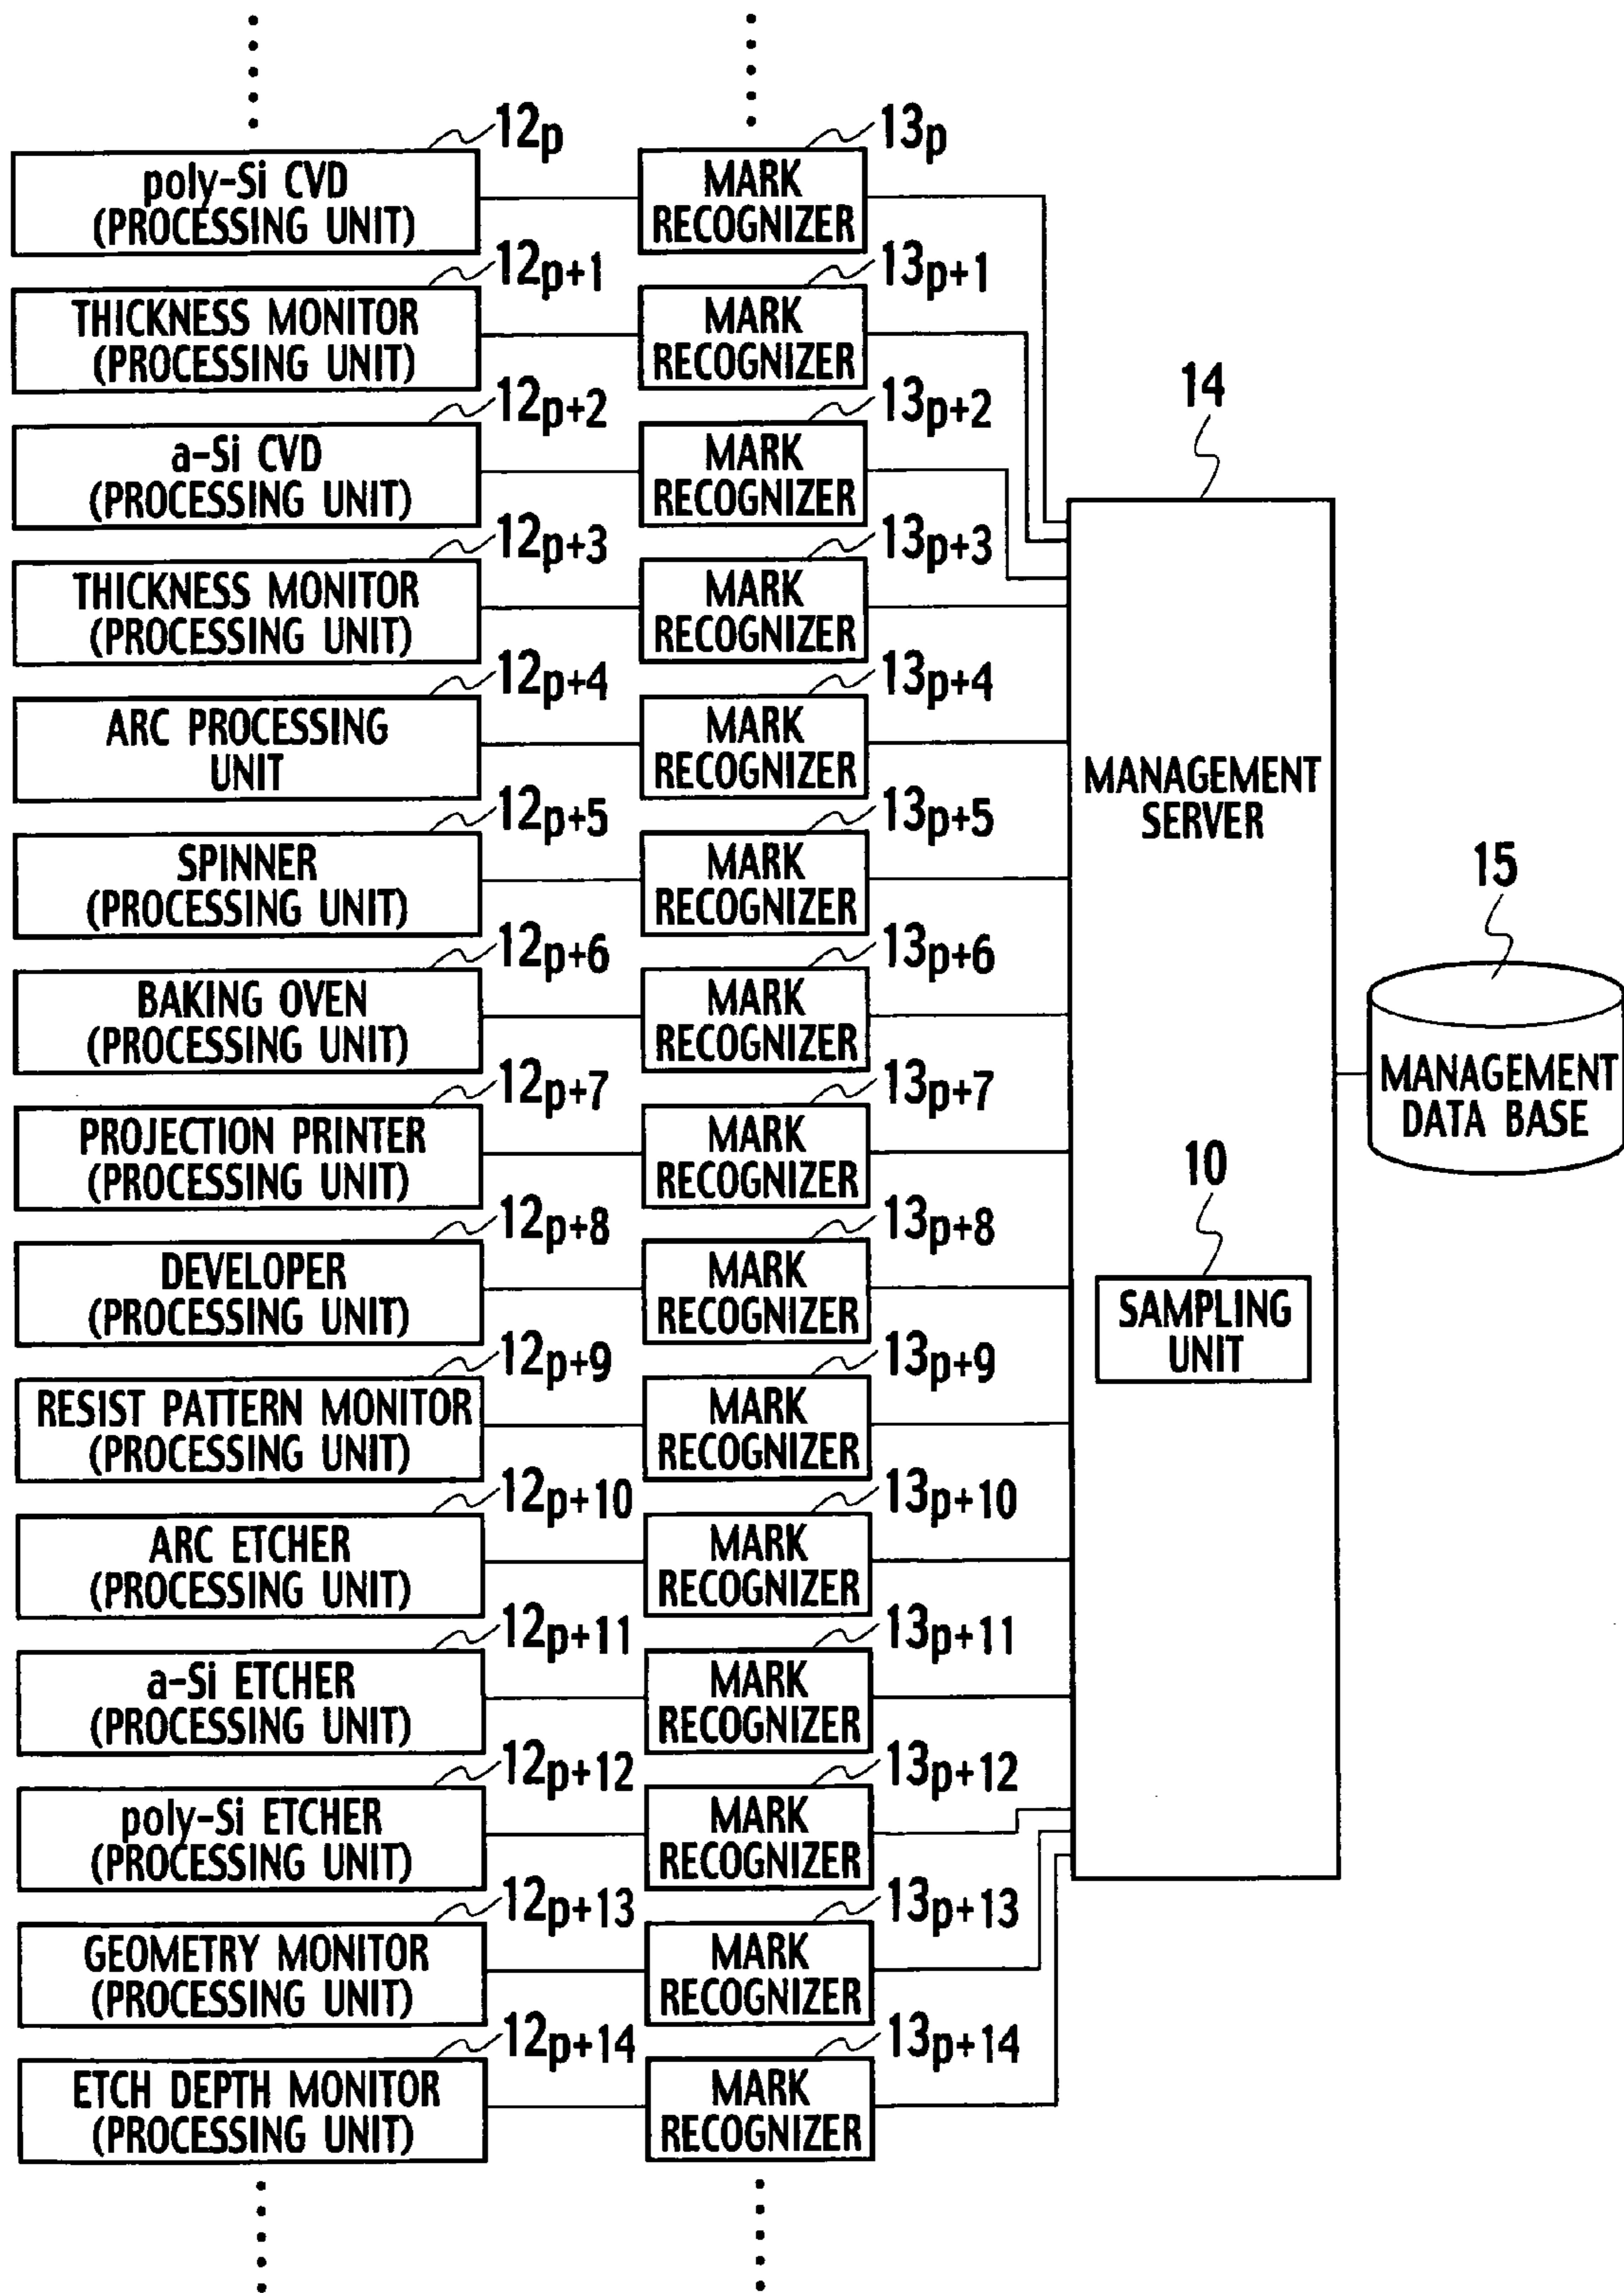 12p
poly-Si CVD
(PROCESSING UNIT)
13p
MARK
RECOGNIZER
12p+1
THICKNESS MONITOR
(PROCESSING UNIT)
13p+1
MARK
RECOGNIZER
12p+2
a-Si CVD
(PROCESSING UNIT)
13p+2
MARK
RECOGNIZER
12p+3
THICKNESS MONITOR
(PROCESSING UNIT)
13p+3
MARK
RECOGNIZER
12p+4
ARC PROCESSING
UNIT
13p+4
MARK
RECOGNIZER
12p+5
SPINNER
(PROCESSING UNIT)
13p+5
MARK
RECOGNIZER
12p+6
BAKING OVEN
(PROCESSING UNIT)
13p+6
MARK
RECOGNIZER
12p+7
PROJECTION PRINTER
(PROCESSING UNIT)
13p+7
MARK
RECOGNIZER
12p+8
DEVELOPER
(PROCESSING UNIT)
13p+8
MARK
RECOGNIZER
12p+9
RESIST PATTERN MONITOR
(PROCESSING UNIT)
13p+9
MARK
RECOGNIZER
12p+10
ARC ETCHER
(PROCESSING UNIT)
13p+10
MARK
RECOGNIZER
12p+11
a-Si ETCHER
(PROCESSING UNIT)
13p+11
MARK
RECOGNIZER
12p+12
poly-Si ETCHER
(PROCESSING UNIT)
13p+12
MARK
RECOGNIZER
12p+13
GEOMETRY MONITOR
(PROCESSING UNIT)
13p+13
MARK
RECOGNIZER
12p+14
ETCH DEPTH MONITOR
(PROCESSING UNIT)
13p+14
MARK
RECOGNIZER
14
MANAGEMENT
SERVER
10
SAMPLING
UNIT
15
MANAGEMENT
DATA BASE